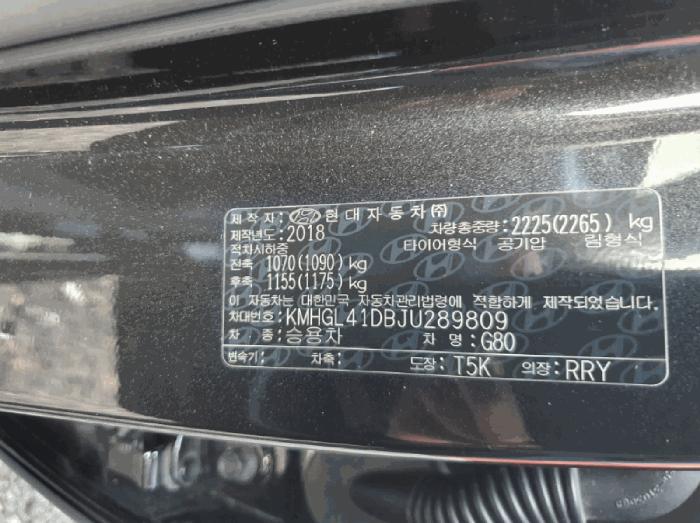 제작자: 현대자동차㈜
제작년도: 2018 차량총중량: 2225(2265) kg
적차시하중 타이어형식 공기압 림형식
전축 1070(1090) kg
후축 1155(1175) kg
이 자동차는 대한민국 자동차관리법령에 적합하게 제작되었습니다.
차대번호: KMHGL41DBJU289809
차 종: 승용차 차 명: G80
변속기: 차축: 도장: T5K 의장: RRY